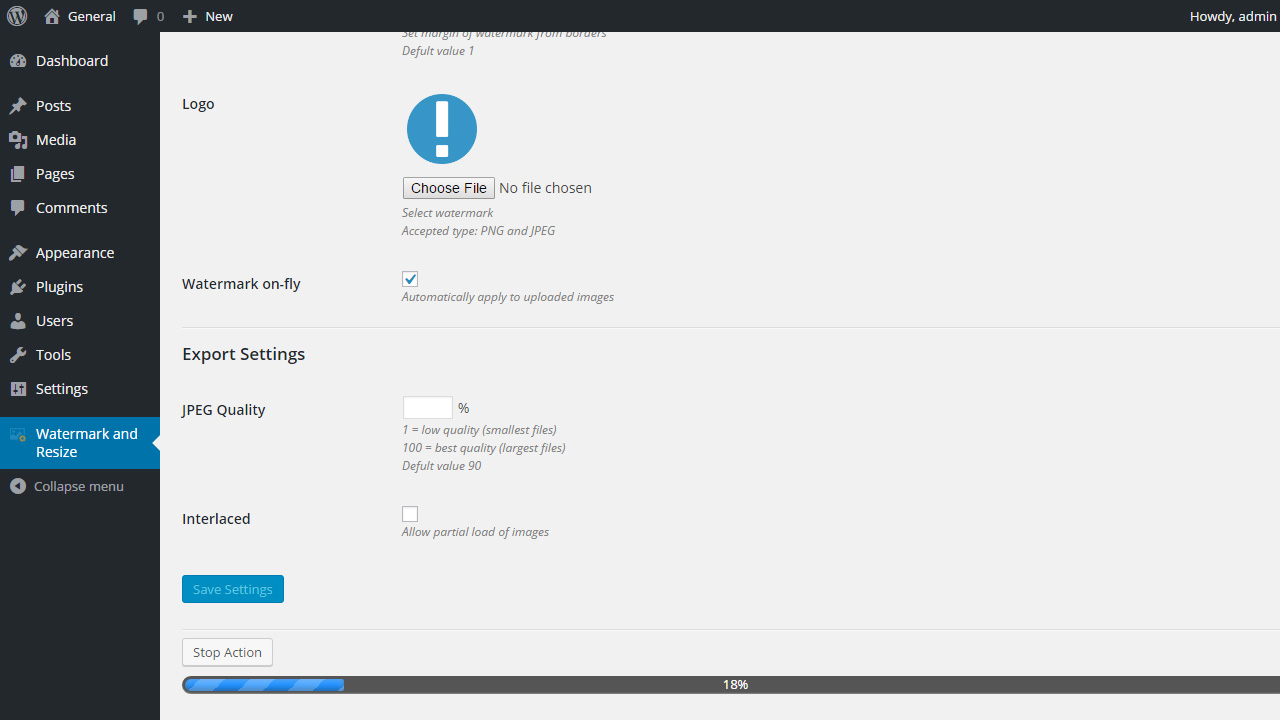 General
0
New
Howdy, admin
Dashboard
Posts
Media
Pages
Comments
Appearance
Plugins
Users
Tools
Settings
Watermark and
Resize
Collapse menu
Set margin of watermark from borders
Defult value 1
Logo
Choose File No file chosen
Select watermark
Accepted type: PNG and JPEG
Watermark on-fly
Automatically apply to uploaded images
Export Settings
JPEG Quality
%
1 = low quality (smallest files)
100 = best quality (largest files)
Defult value 90
Interlaced
Allow partial load of images
Save Settings
Stop Action
18%